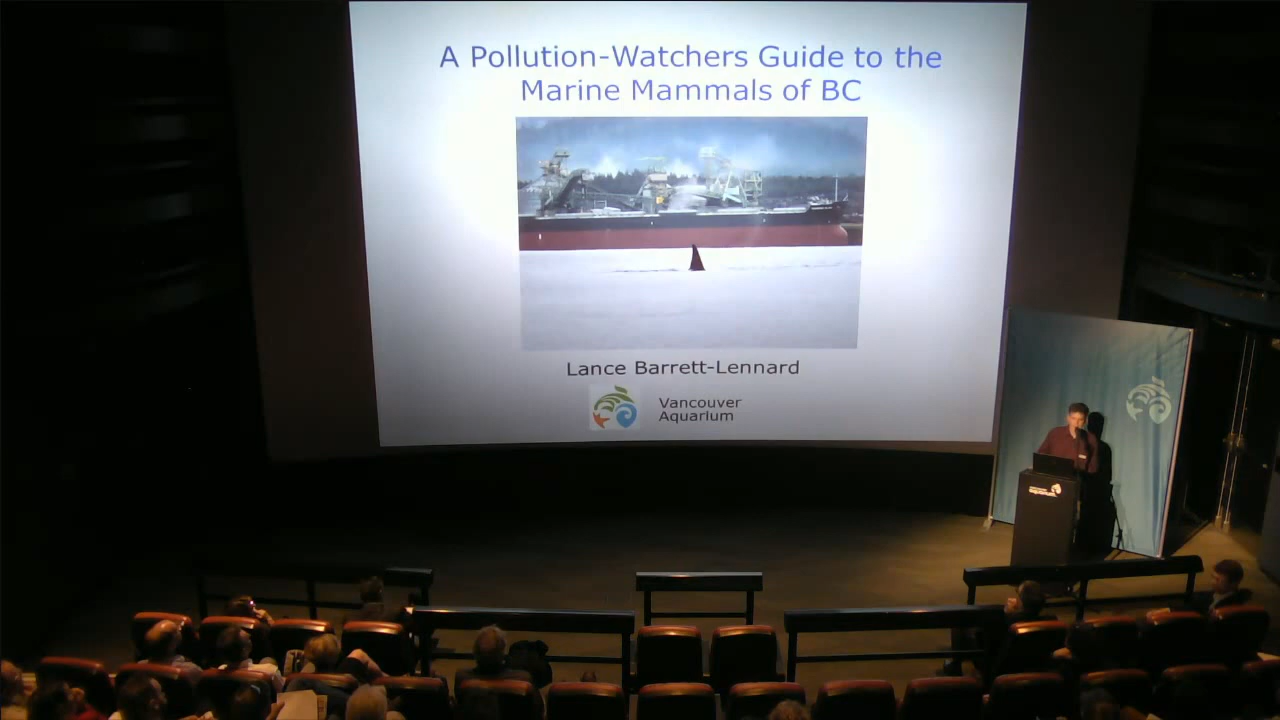 A Pollution-Watchers Guide to the
Marine Mammals of BC
Lance Barrett-Lennard
Vancouver
Aquarium